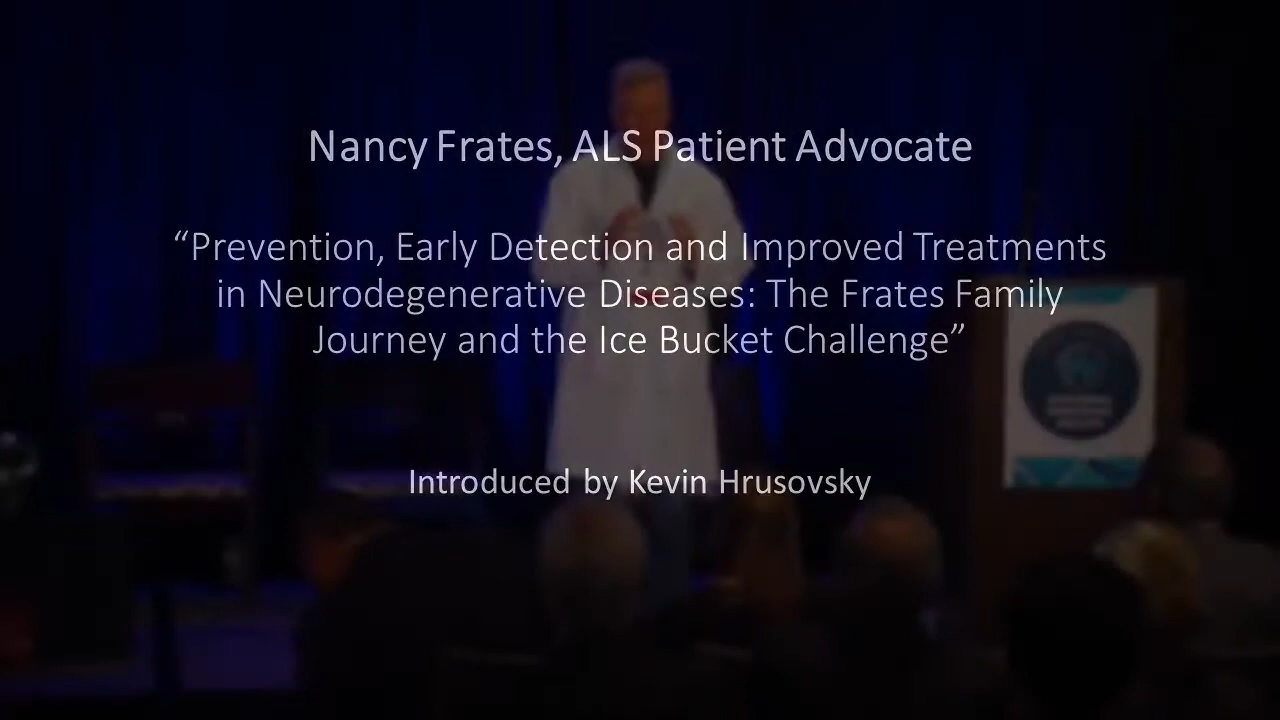 Nancy Frates, ALS Patient Advocate
“Prevention, Early Detection and Improved Treatments
in Neurodegenerative Diseases: The Frates Family
Journey and the Ice Bucket Challenge”
Introduced by Kevin Hrusovsky